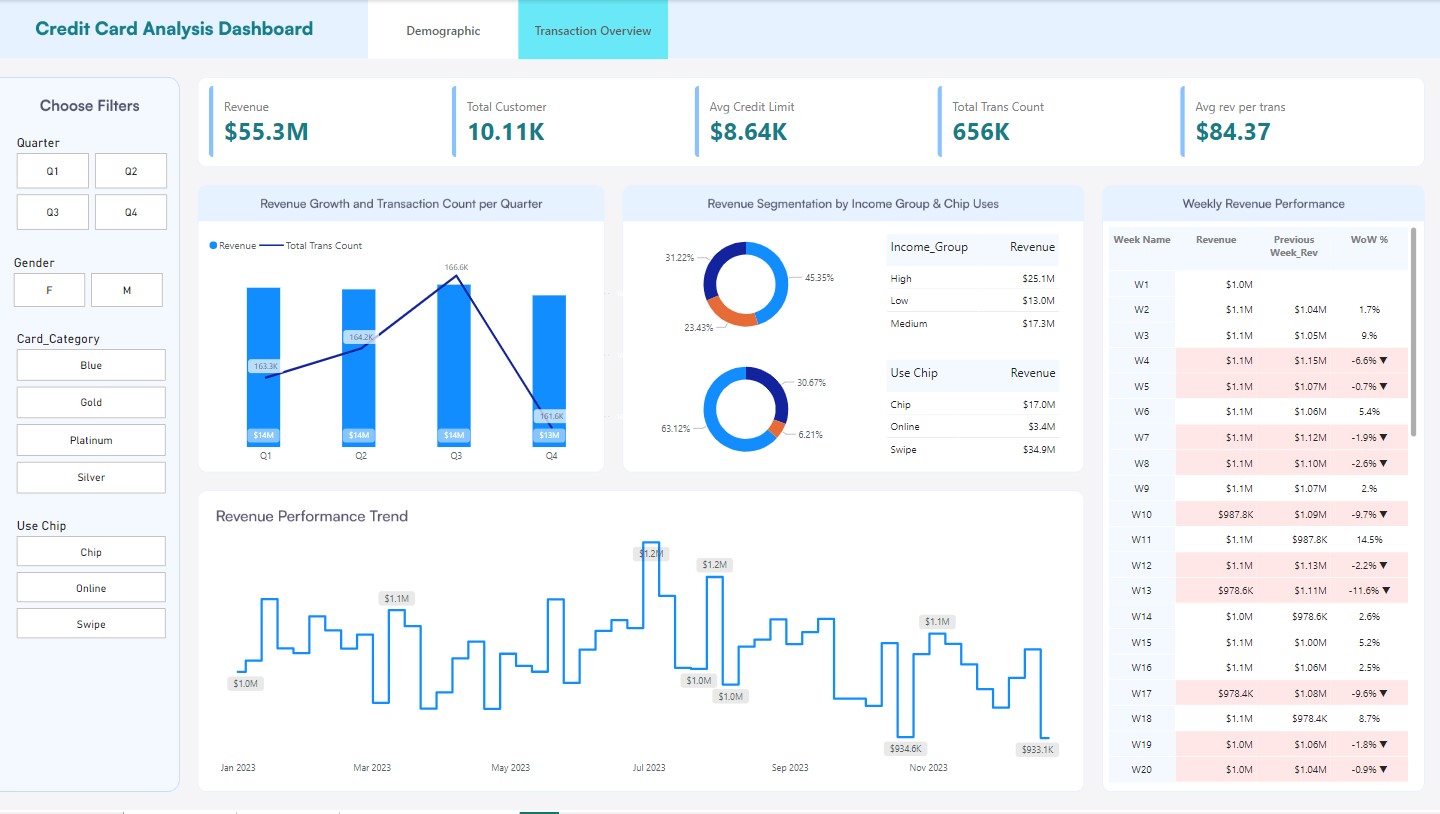 Credit Card Analysis Dashboard
Demographic
Transaction Overview
Choose Filters
Quarter
Q1 Q2
Q3 Q4
Gender
F M
Card_Category
Blue
Gold
Platinum
Silver
Use Chip
Chip
Online
Swipe
Revenue
$55.3M
Total Customer
10.11K
Avg Credit Limit
$8.64K
Total Trans Count
656K
Avg rev per trans
$84.37
Revenue Growth and Transaction Count per Quarter
Revenue Total Trans Count
166.6K
164.2K
163.3K
161.6K
$14M $14M $14M $13M
Q1 Q2 Q3 Q4
Revenue Segmentation by Income Group & Chip Uses
31.22%
45.35%
23.43%
Income_Group Revenue
High $25.1M
Low $13.0M
Medium $17.3M
30.67%
63.12%
6.21%
Use Chip Revenue
Chip $17.0M
Online $3.4M
Swipe $34.9M
Revenue Performance Trend
$1.2M
$1.2M
$1.1M
$1.1M
$1.0M
$1.0M
$1.0M
$934.6K
$933.1K
Jan 2023 Mar 2023 May 2023 Jul 2023 Sep 2023 Nov 2023
Weekly Revenue Performance
Week Name Revenue Previous WoW %
Week_Rev
W1 $1.0M
W2 $1.1M $1.04M 1.7%
W3 $1.1M $1.05M 9.%
W4 $1.1M $1.15M -6.6% ▼
W5 $1.1M $1.07M -0.7% ▼
W6 $1.1M $1.06M 5.4%
W7 $1.1M $1.12M -1.9% ▼
W8 $1.1M $1.10M -2.6% ▼
W9 $1.1M $1.07M 2.%
W10 $987.8K $1.09M -9.7% ▼
W11 $1.1M $987.8K 14.5%
W12 $1.1M $1.13M -2.2% ▼
W13 $978.6K $1.11M -11.6% ▼
W14 $1.0M $978.6K 2.6%
W15 $1.1M $1.00M 5.2%
W16 $1.1M $1.06M 2.5%
W17 $978.4K $1.08M -9.6% ▼
W18 $1.1M $978.4K 8.7%
W19 $1.0M $1.06M -1.8% ▼
W20 $1.0M $1.04M -0.9% ▼